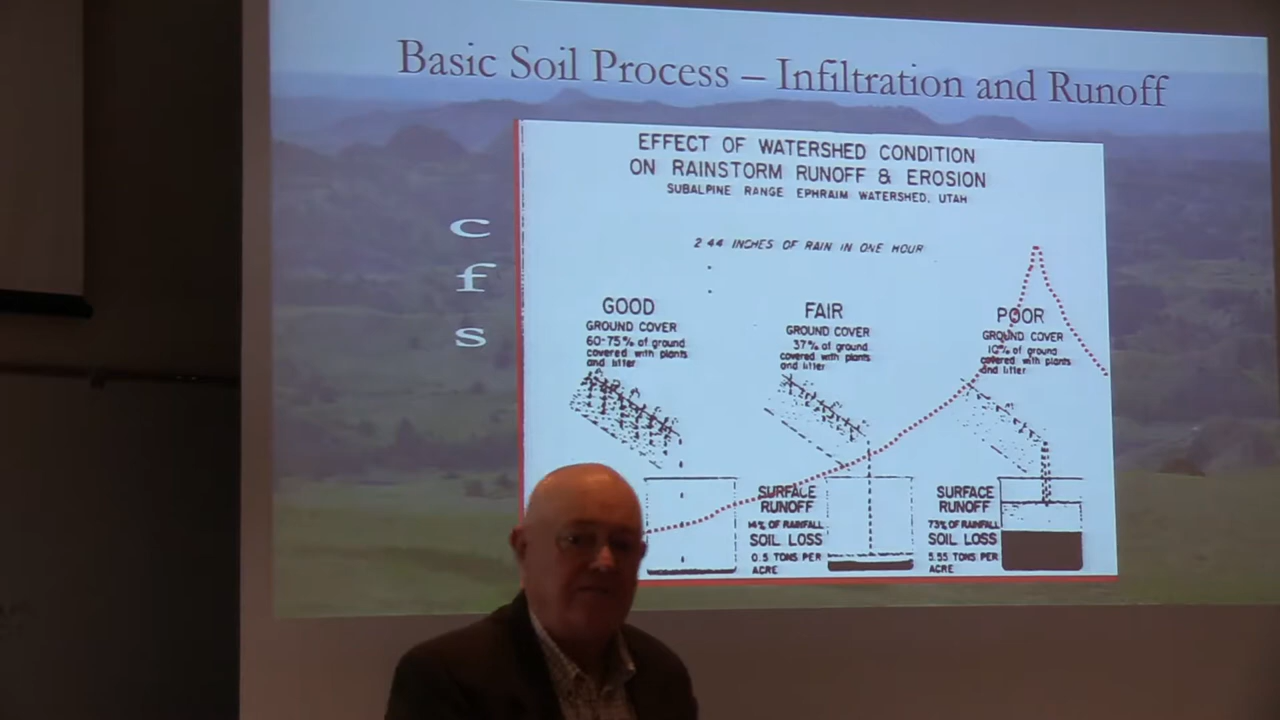 Basic Soil Process – Infiltration and Runoff
EFFECT OF WATERSHED CONDITION
ON RAINSTORM RUNOFF & EROSION
SUBALPINE RANGE EPHRAIM WATERSHED, UTAH
c
f
s
2 44 INCHES OF RAIN IN ONE HOUR
GOOD
GROUND COVER
60-75% of ground
covered with plants
and litter
FAIR
GROUND COVER
37% of ground
covered with plants
and litter
POOR
GROUND COVER
10% of ground
covered with plants
and litter
SURFACE
RUNOFF
14% OF RAINFALL
SOIL LOSS
0.5 TONS PER
ACRE
SURFACE
RUNOFF
73% OF RAINFALL
SOIL LOSS
5.55 TONS PER
ACRE